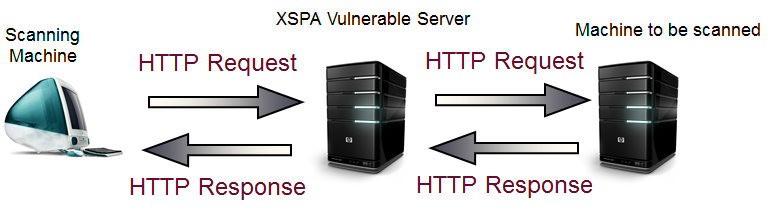 Scanning
Machine
XSPA Vulnerable Server
Machine to be scanned
HTTP Request
HTTP Request
HTTP Response
HTTP Response